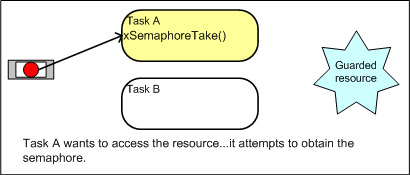 Task A
xSemaphoreTake()
Guarded
resource
Task B
Task A wants to access the resource...it attempts to obtain the
semaphore.